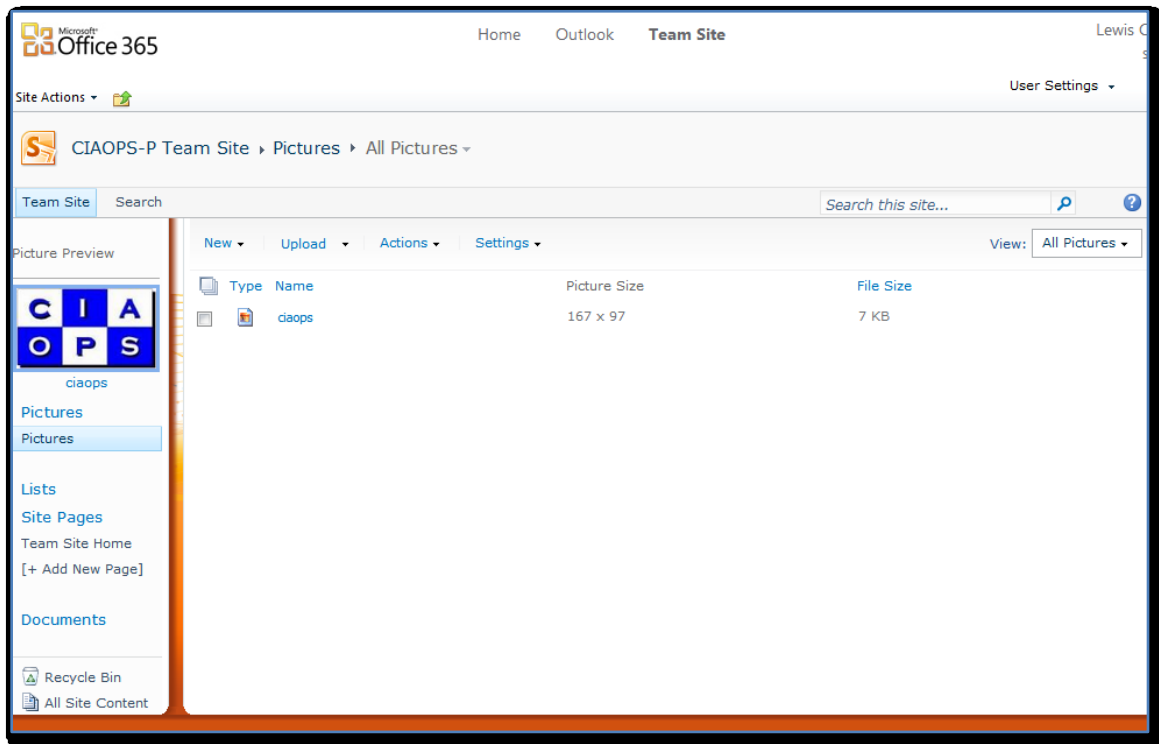 Microsoft®
Office 365
Home Outlook Team Site
Lewis
Site Actions
User Settings
CIAOPS-P Team Site Pictures All Pictures
Team Site Search
Search this site...
Picture Preview
New Upload Actions Settings
View: All Pictures
Type Name Picture Size File Size
ciaops 167 x 97 7 KB
C I A
O P S
ciaops
Pictures
Pictures
Lists
Site Pages
Team Site Home
[+ Add New Page]
Documents
Recycle Bin
All Site Content